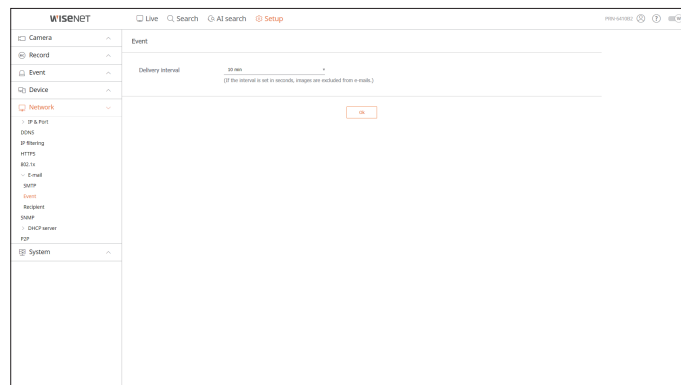 WISENET
Live Search AI search Setup
PRN-6410B2
Camera
Record
Event
Device
Network
IP & Port
DDNS
IP filtering
HTTPS
802.1x
E-mail
SMTP
Event
Recipient
SNMP
DHCP server
P2P
System
Event
Delivery interval
10 min
(If the interval is set in seconds, images are excluded from e-mails.)
Ok